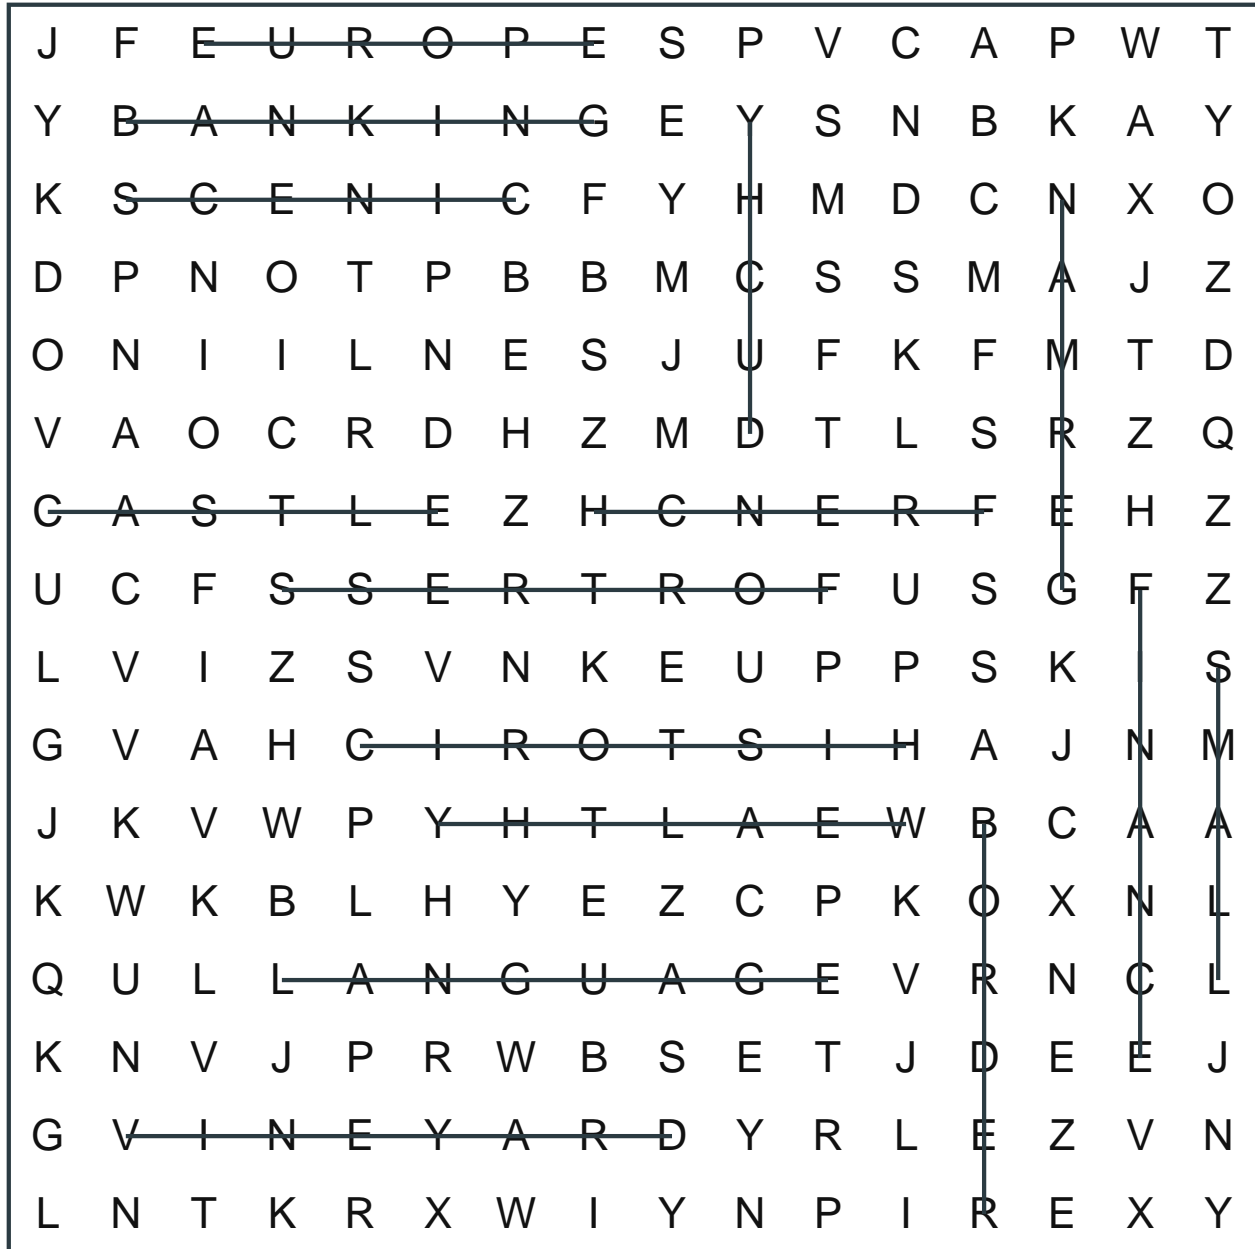 J F E U R O P E S P V C A P W T
Y B A N K I N G E Y S N B K A Y
K S C E N I C F Y H M D C N X O
D P N O T P B B M C S S M A J Z
O N I I L N E S J U F K F M T D
V A O C R D H Z M D T L S R Z Q
C A S T L E Z H C N E R F E H Z
U C F S S E R T R O F U S G F Z
L V I Z S V N K E U P P S K I S
G V A H C I R O T S I H A J N M
J K V W P Y H T L A E W B C A A
K W K B L H Y E Z C P K O X N L
Q U L L A N G U A G E V R N C L
K N V J P R W B S E T J D E E J
G V I N E Y A R D Y R L E Z V N
L N T K R X W I Y N P I R E X Y